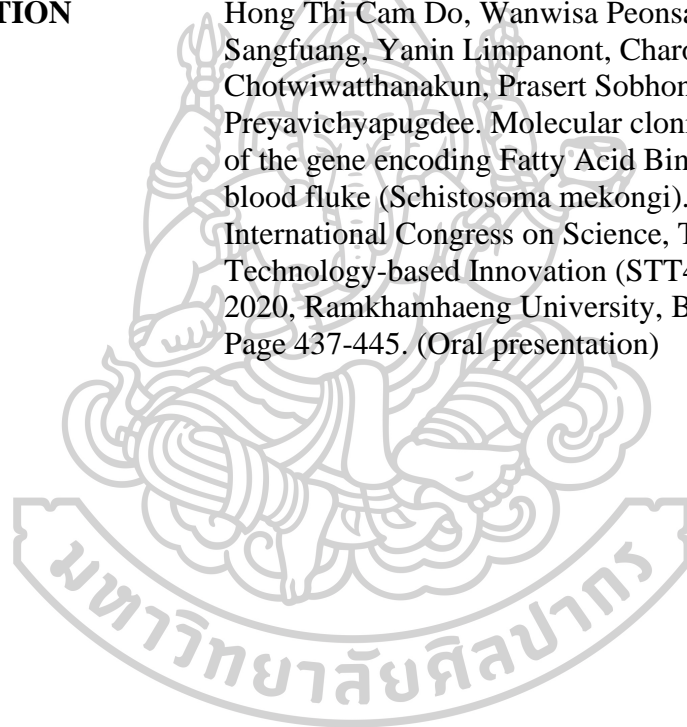 TION
Hong Thi Cam Do, Wanwisa Peonsa
Sangfuang, Yanin Limpanont, Charo
Chotwiwatthanakun, Prasert Sobhon
Preyavichyapugdee. Molecular cloni
of the gene encoding Fatty Acid Bin
blood fluke (Schistosoma mekongi).
International Congress on Science, T
Technology-based Innovation (STT4
2020, Ramkhamhaeng University, B
Page 437-445. (Oral presentation)
มหาวิทยาลัยศิลปากร